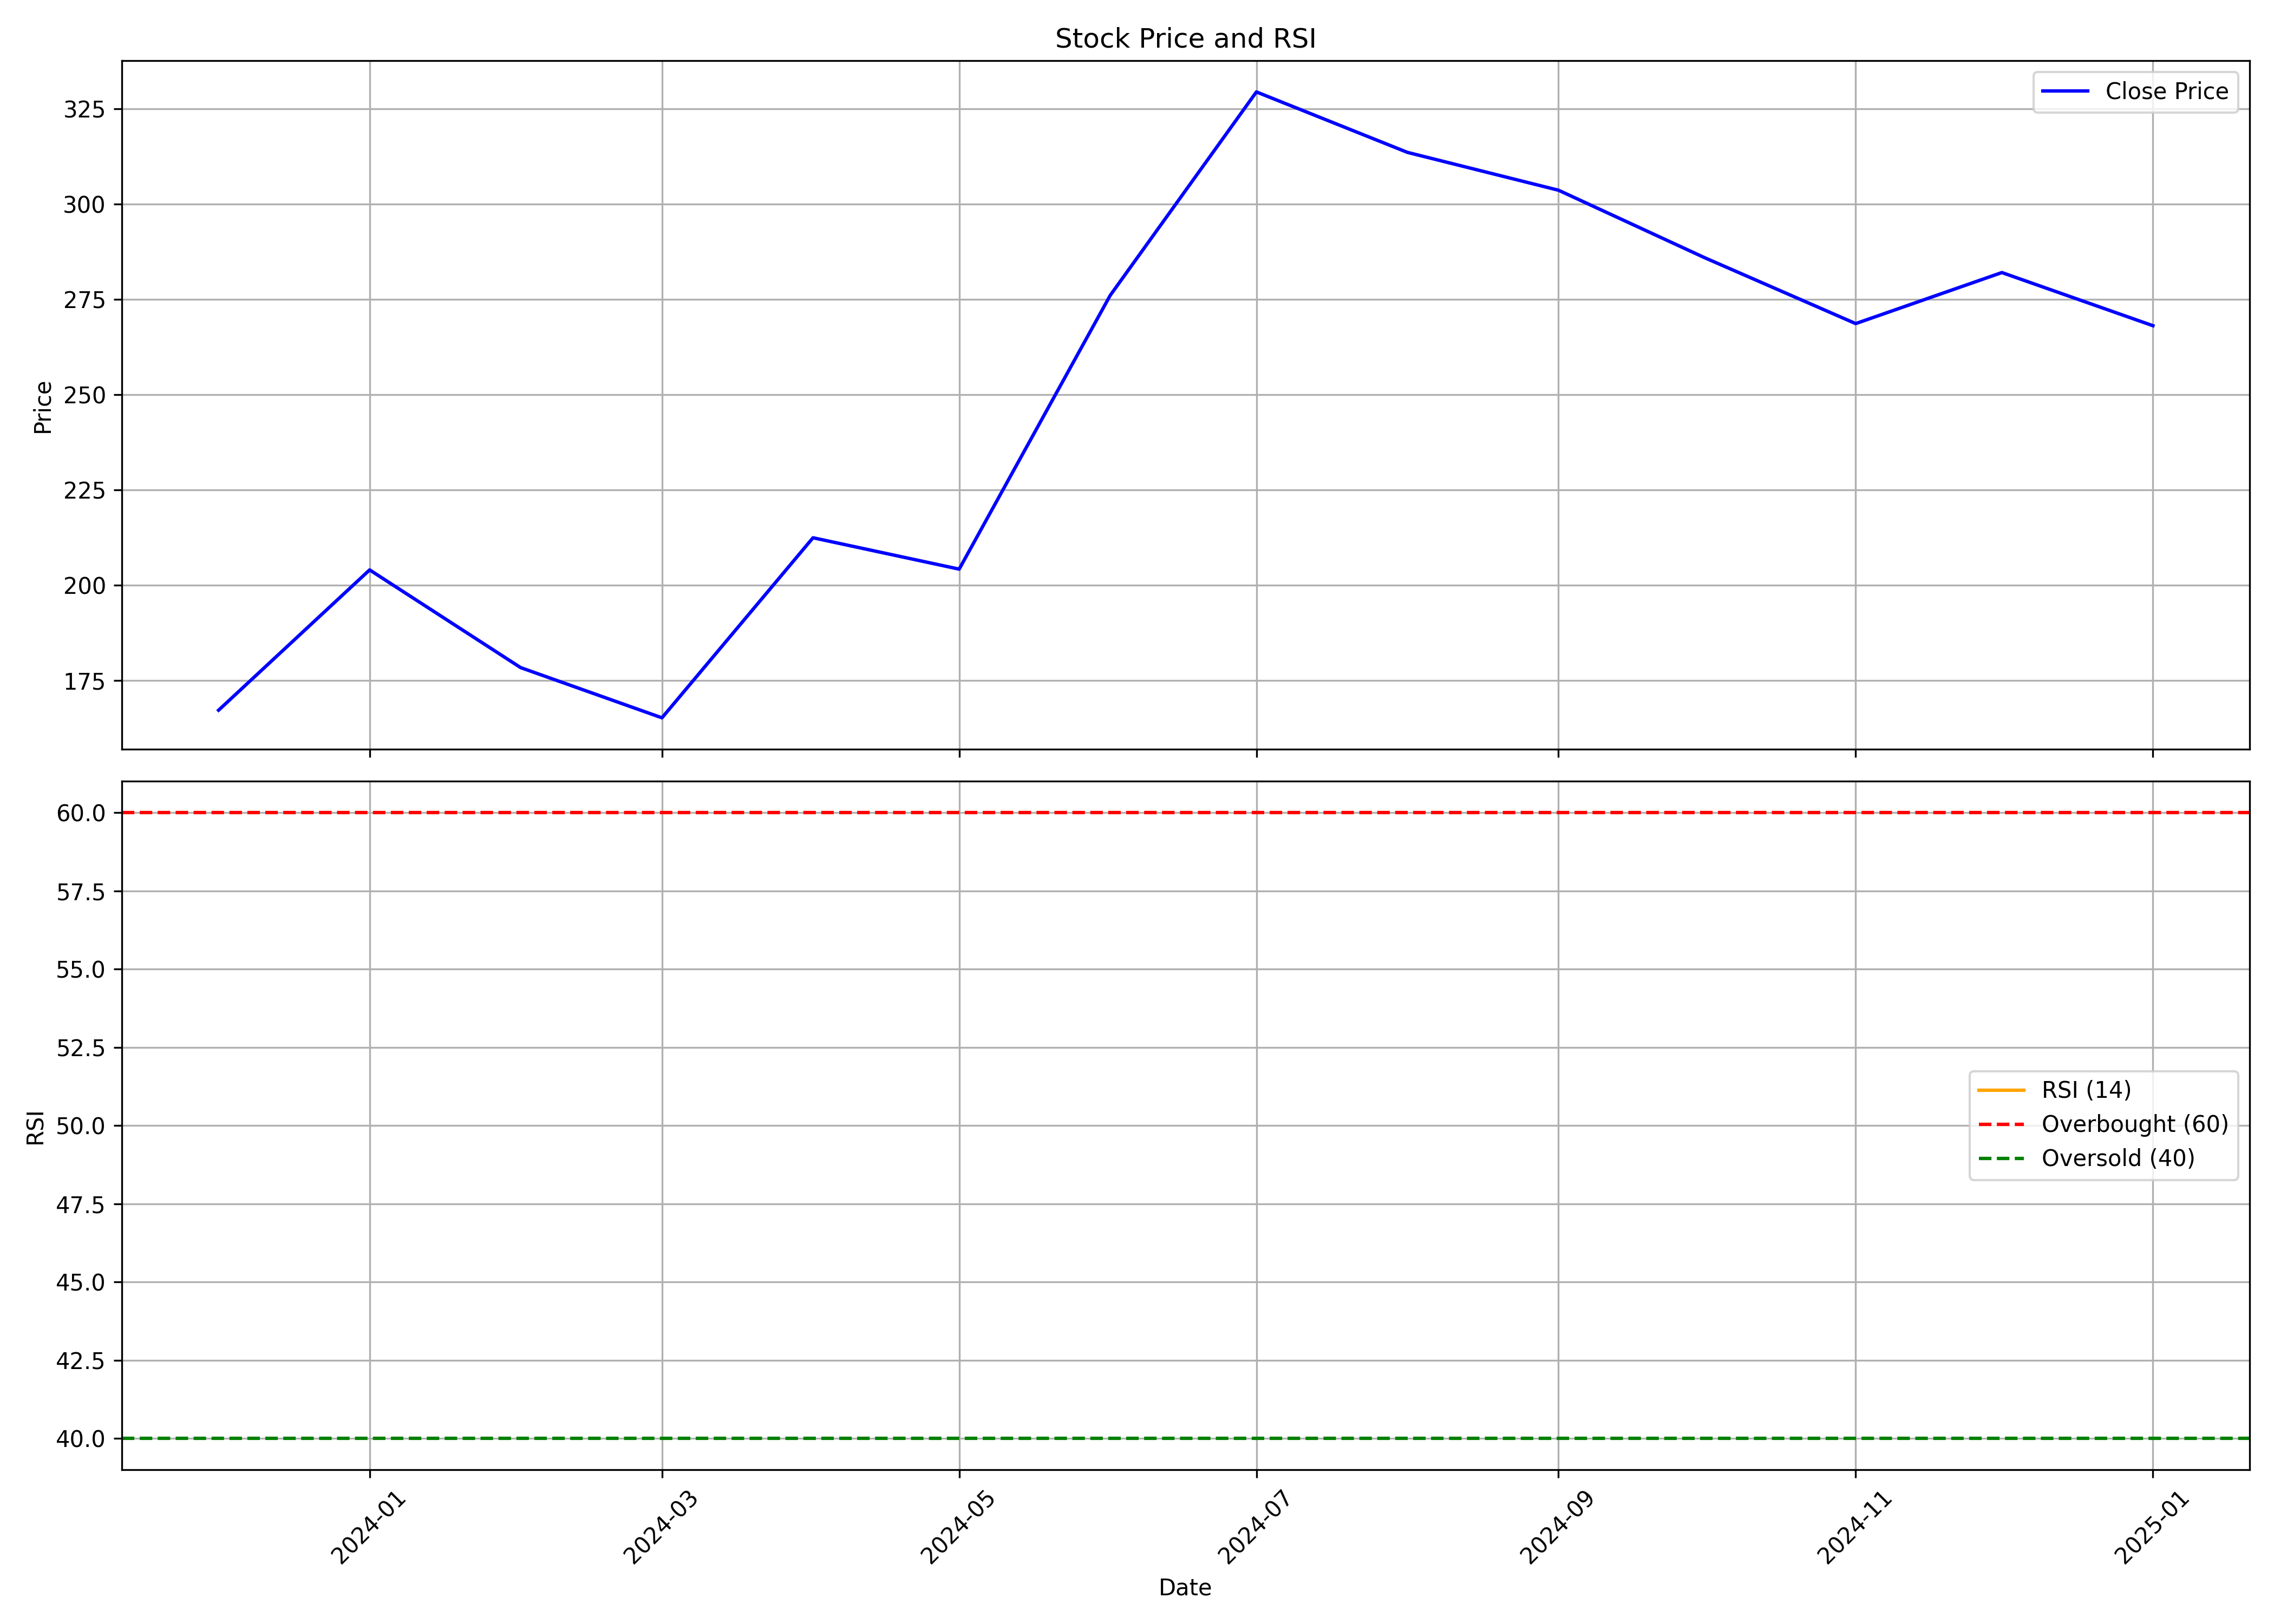 Stock Price and RSI
Close Price
325
300
275
250
225
200
175
Price
60.0
57.5
55.0
52.5
50.0
47.5
45.0
42.5
40.0
RSI
RSI (14)
Overbought (60)
Oversold (40)
2024-01
2024-03
2024-05
2024-07
2024-09
2024-11
2025-01
Date